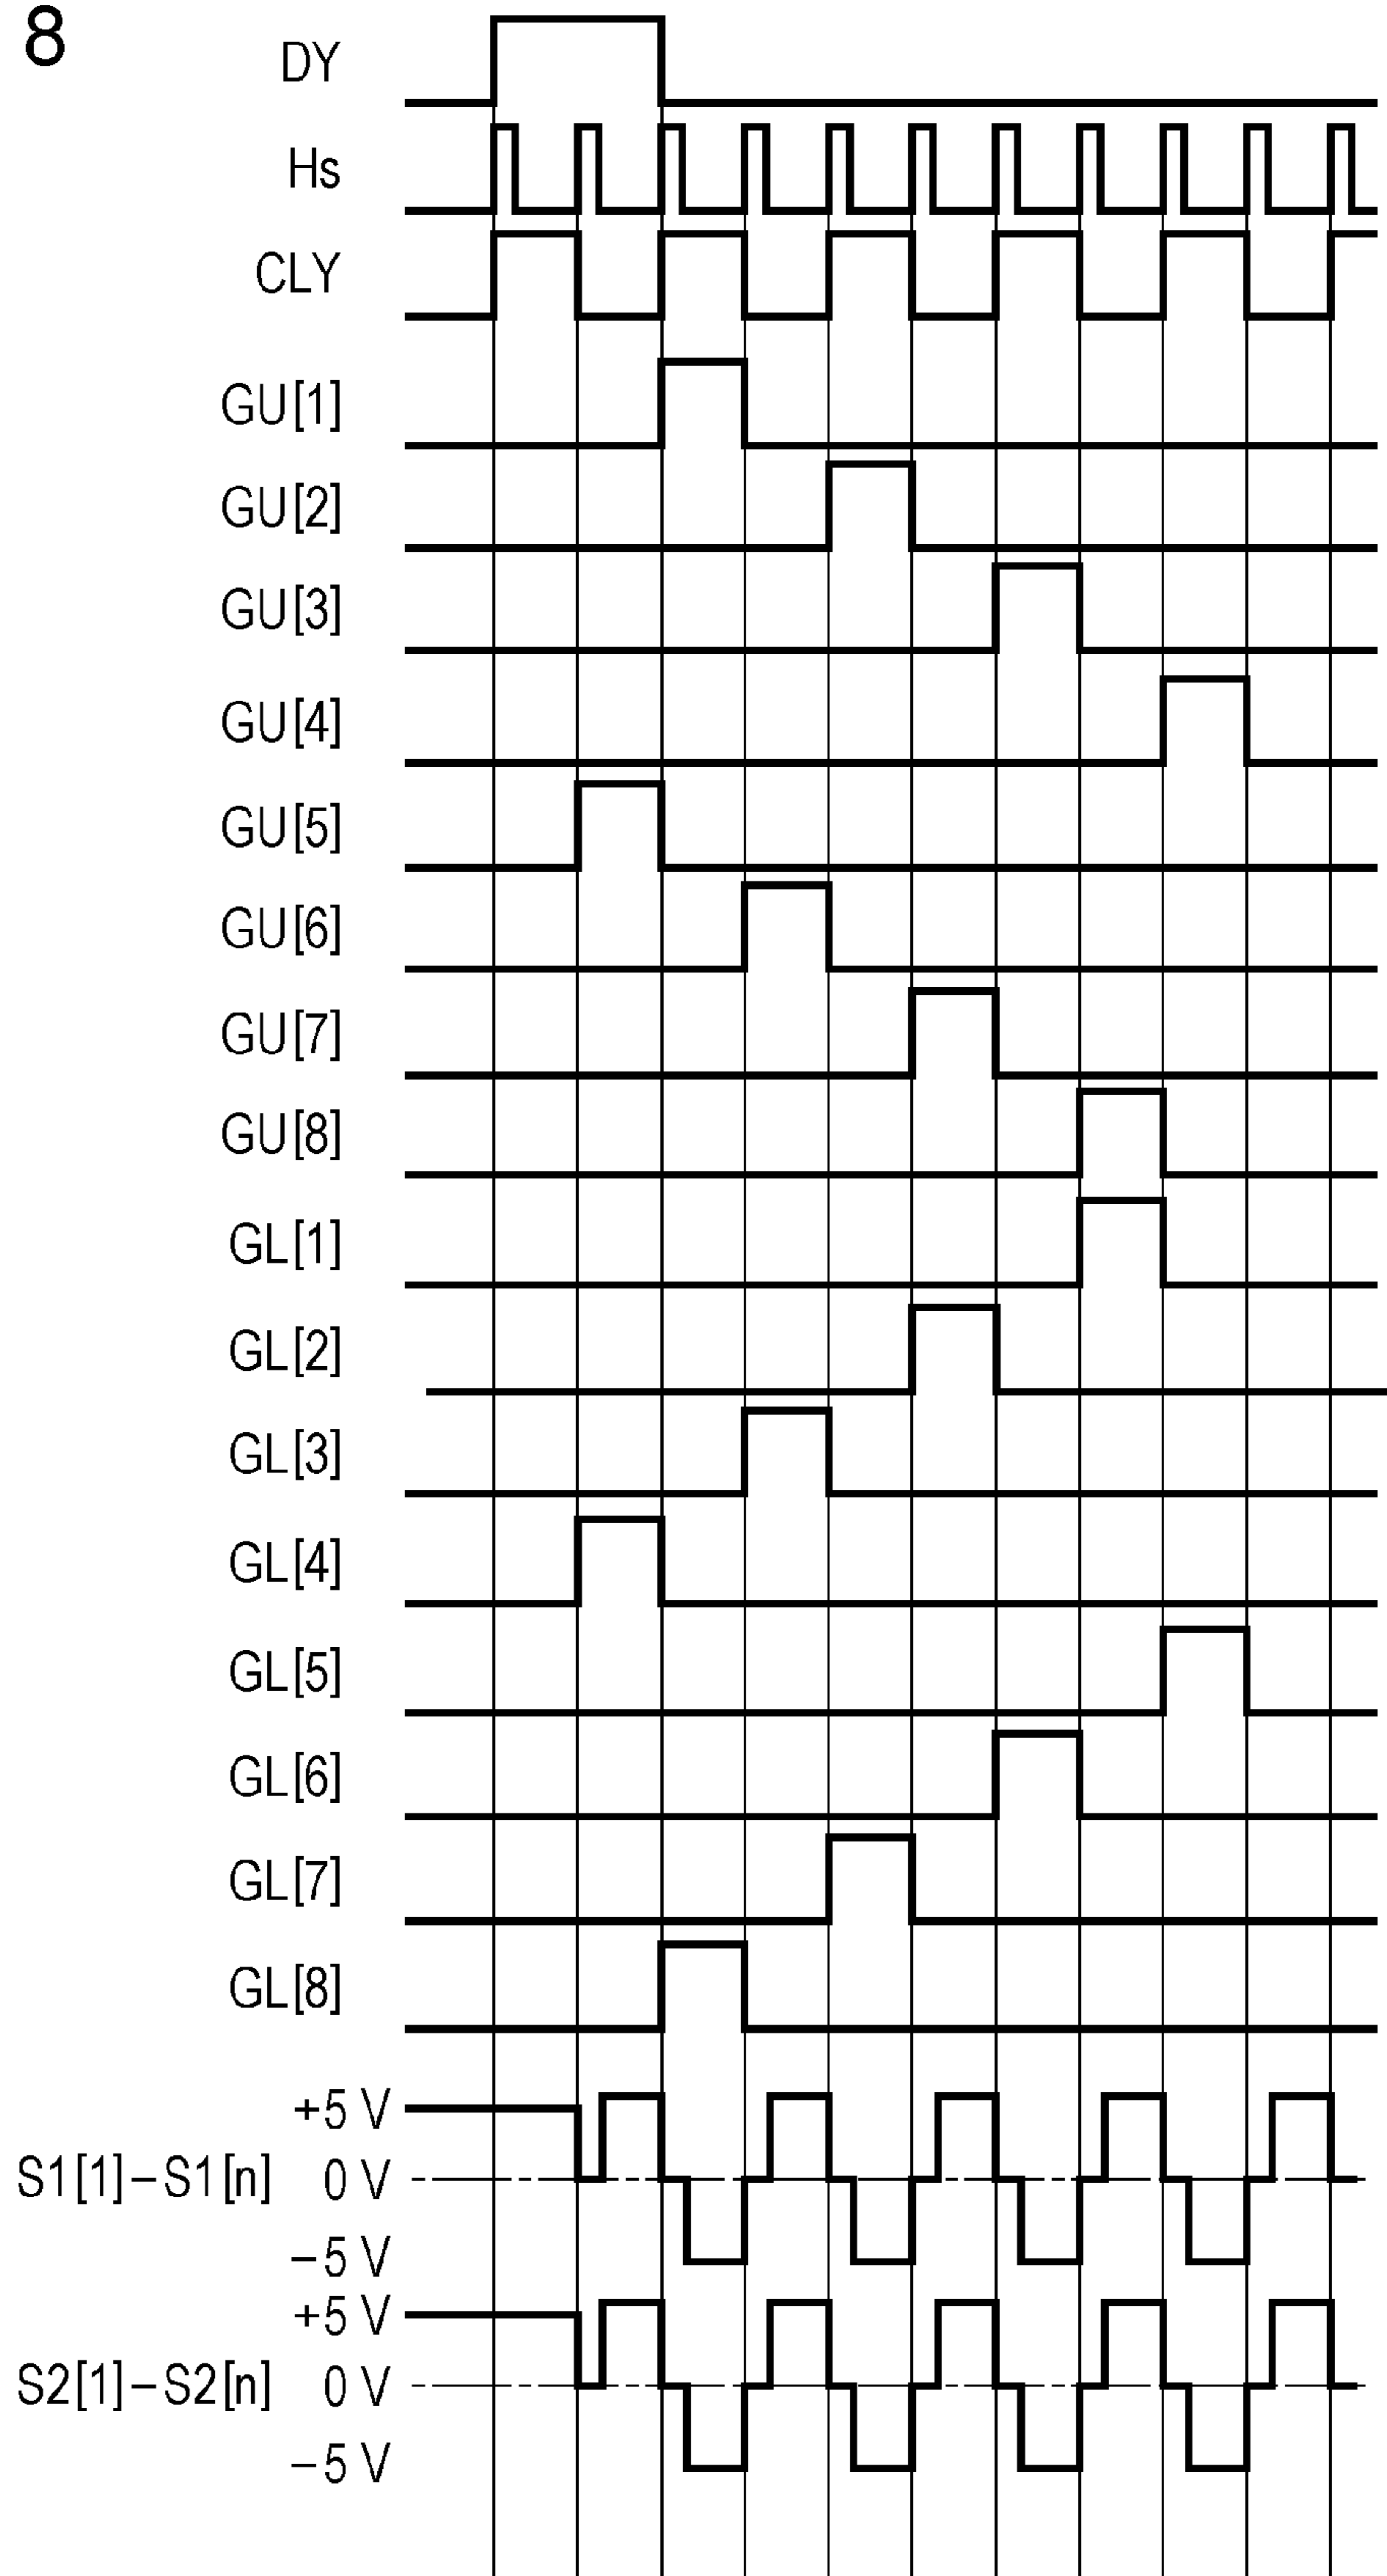 8
DY
Hs
CLY
GU[1]
GU[2]
GU[3]
GU[4]
GU[5]
GU[6]
GU[7]
GU[8]
GL[1]
GL[2]
GL[3]
GL[4]
GL[5]
GL[6]
GL[7]
GL[8]
+5 V
S1[1]–S1[n] 0 V
–5 V
+5 V
S2[1]–S2[n] 0 V
–5 V